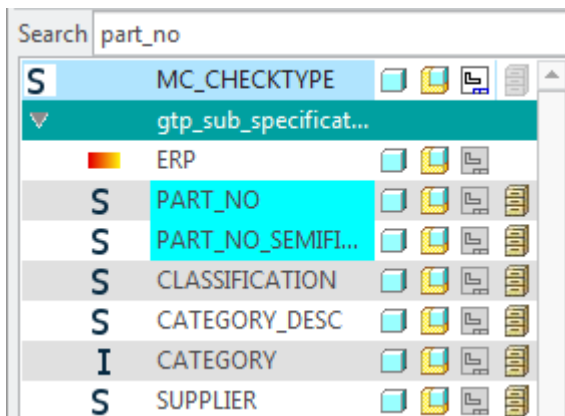 Search part_no
S MC_CHECKTYPE
gtp_sub_specificat...
ERP
S PART_NO
S PART_NO_SEMIFI...
S CLASSIFICATION
S CATEGORY_DESC
I CATEGORY
S SUPPLIER